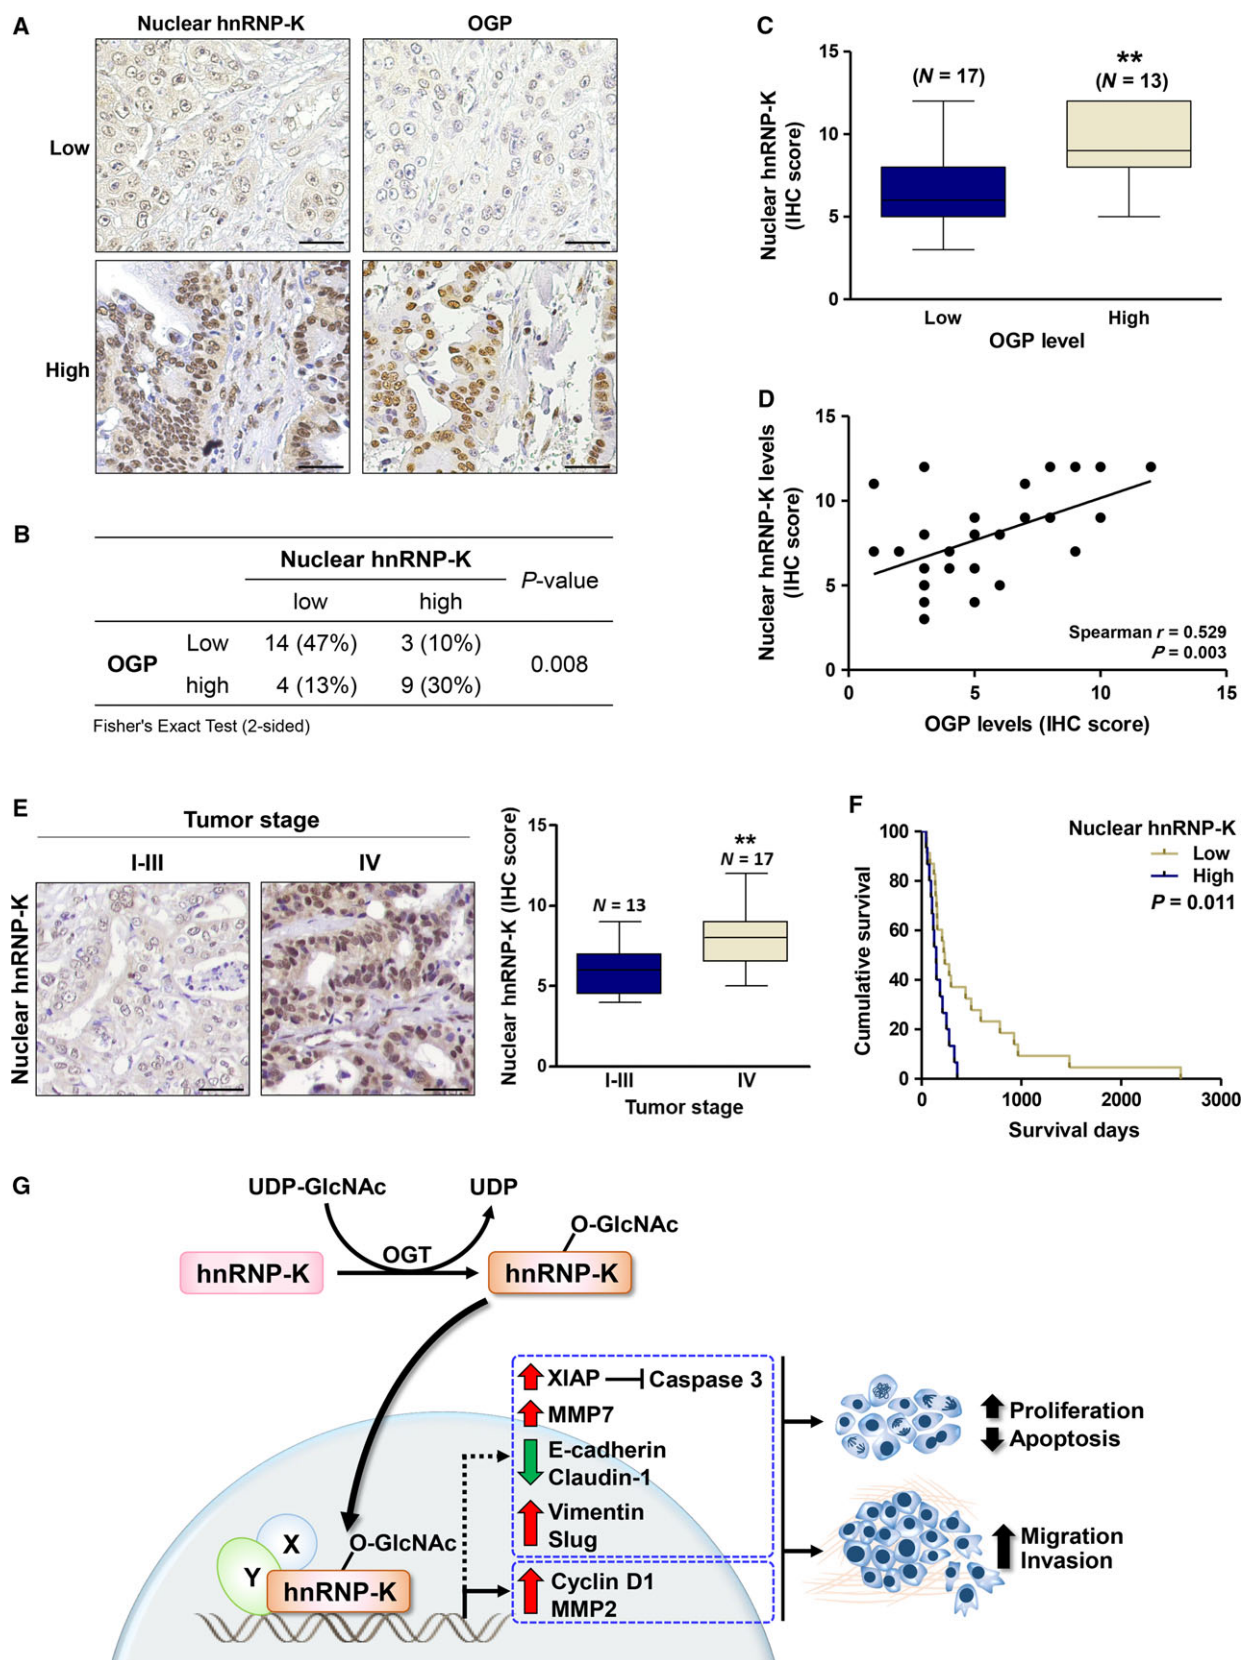 A
Nuclear hnRNP-K
OGP
Low
High
B
Nuclear hnRNP-K
P-value
low
high
OGP
Low
14 (47%)
3 (10%)
0.008
high
4 (13%)
9 (30%)
Fisher's Exact Test (2-sided)
C
Nuclear hnRNP-K
(IHC score)
15
10
5
0
(N = 17)
**
(N = 13)
Low
High
OGP level
D
Nuclear hnRNP-K levels
(IHC score)
15
10
5
0
Spearman r = 0.529
P = 0.003
0
5
10
15
OGP levels (IHC score)
E
Tumor stage
I-III
IV
Nuclear hnRNP-K
Nuclear hnRNP-K (IHC score)
15
10
5
0
N = 13
**
N = 17
I-III
IV
Tumor stage
F
Cumulative survival
100
80
60
40
20
0
Nuclear hnRNP-K
Low
High
P = 0.011
0
1000
2000
3000
Survival days
G
UDP-GlcNAc
UDP
O-GlcNAc
OGT
hnRNP-K
hnRNP-K
XIAP
Caspase 3
MMP7
E-cadherin
Claudin-1
Vimentin
Slug
Cyclin D1
MMP2
Proliferation
Apoptosis
Migration
Invasion
X
Y
O-GlcNAc
hnRNP-K